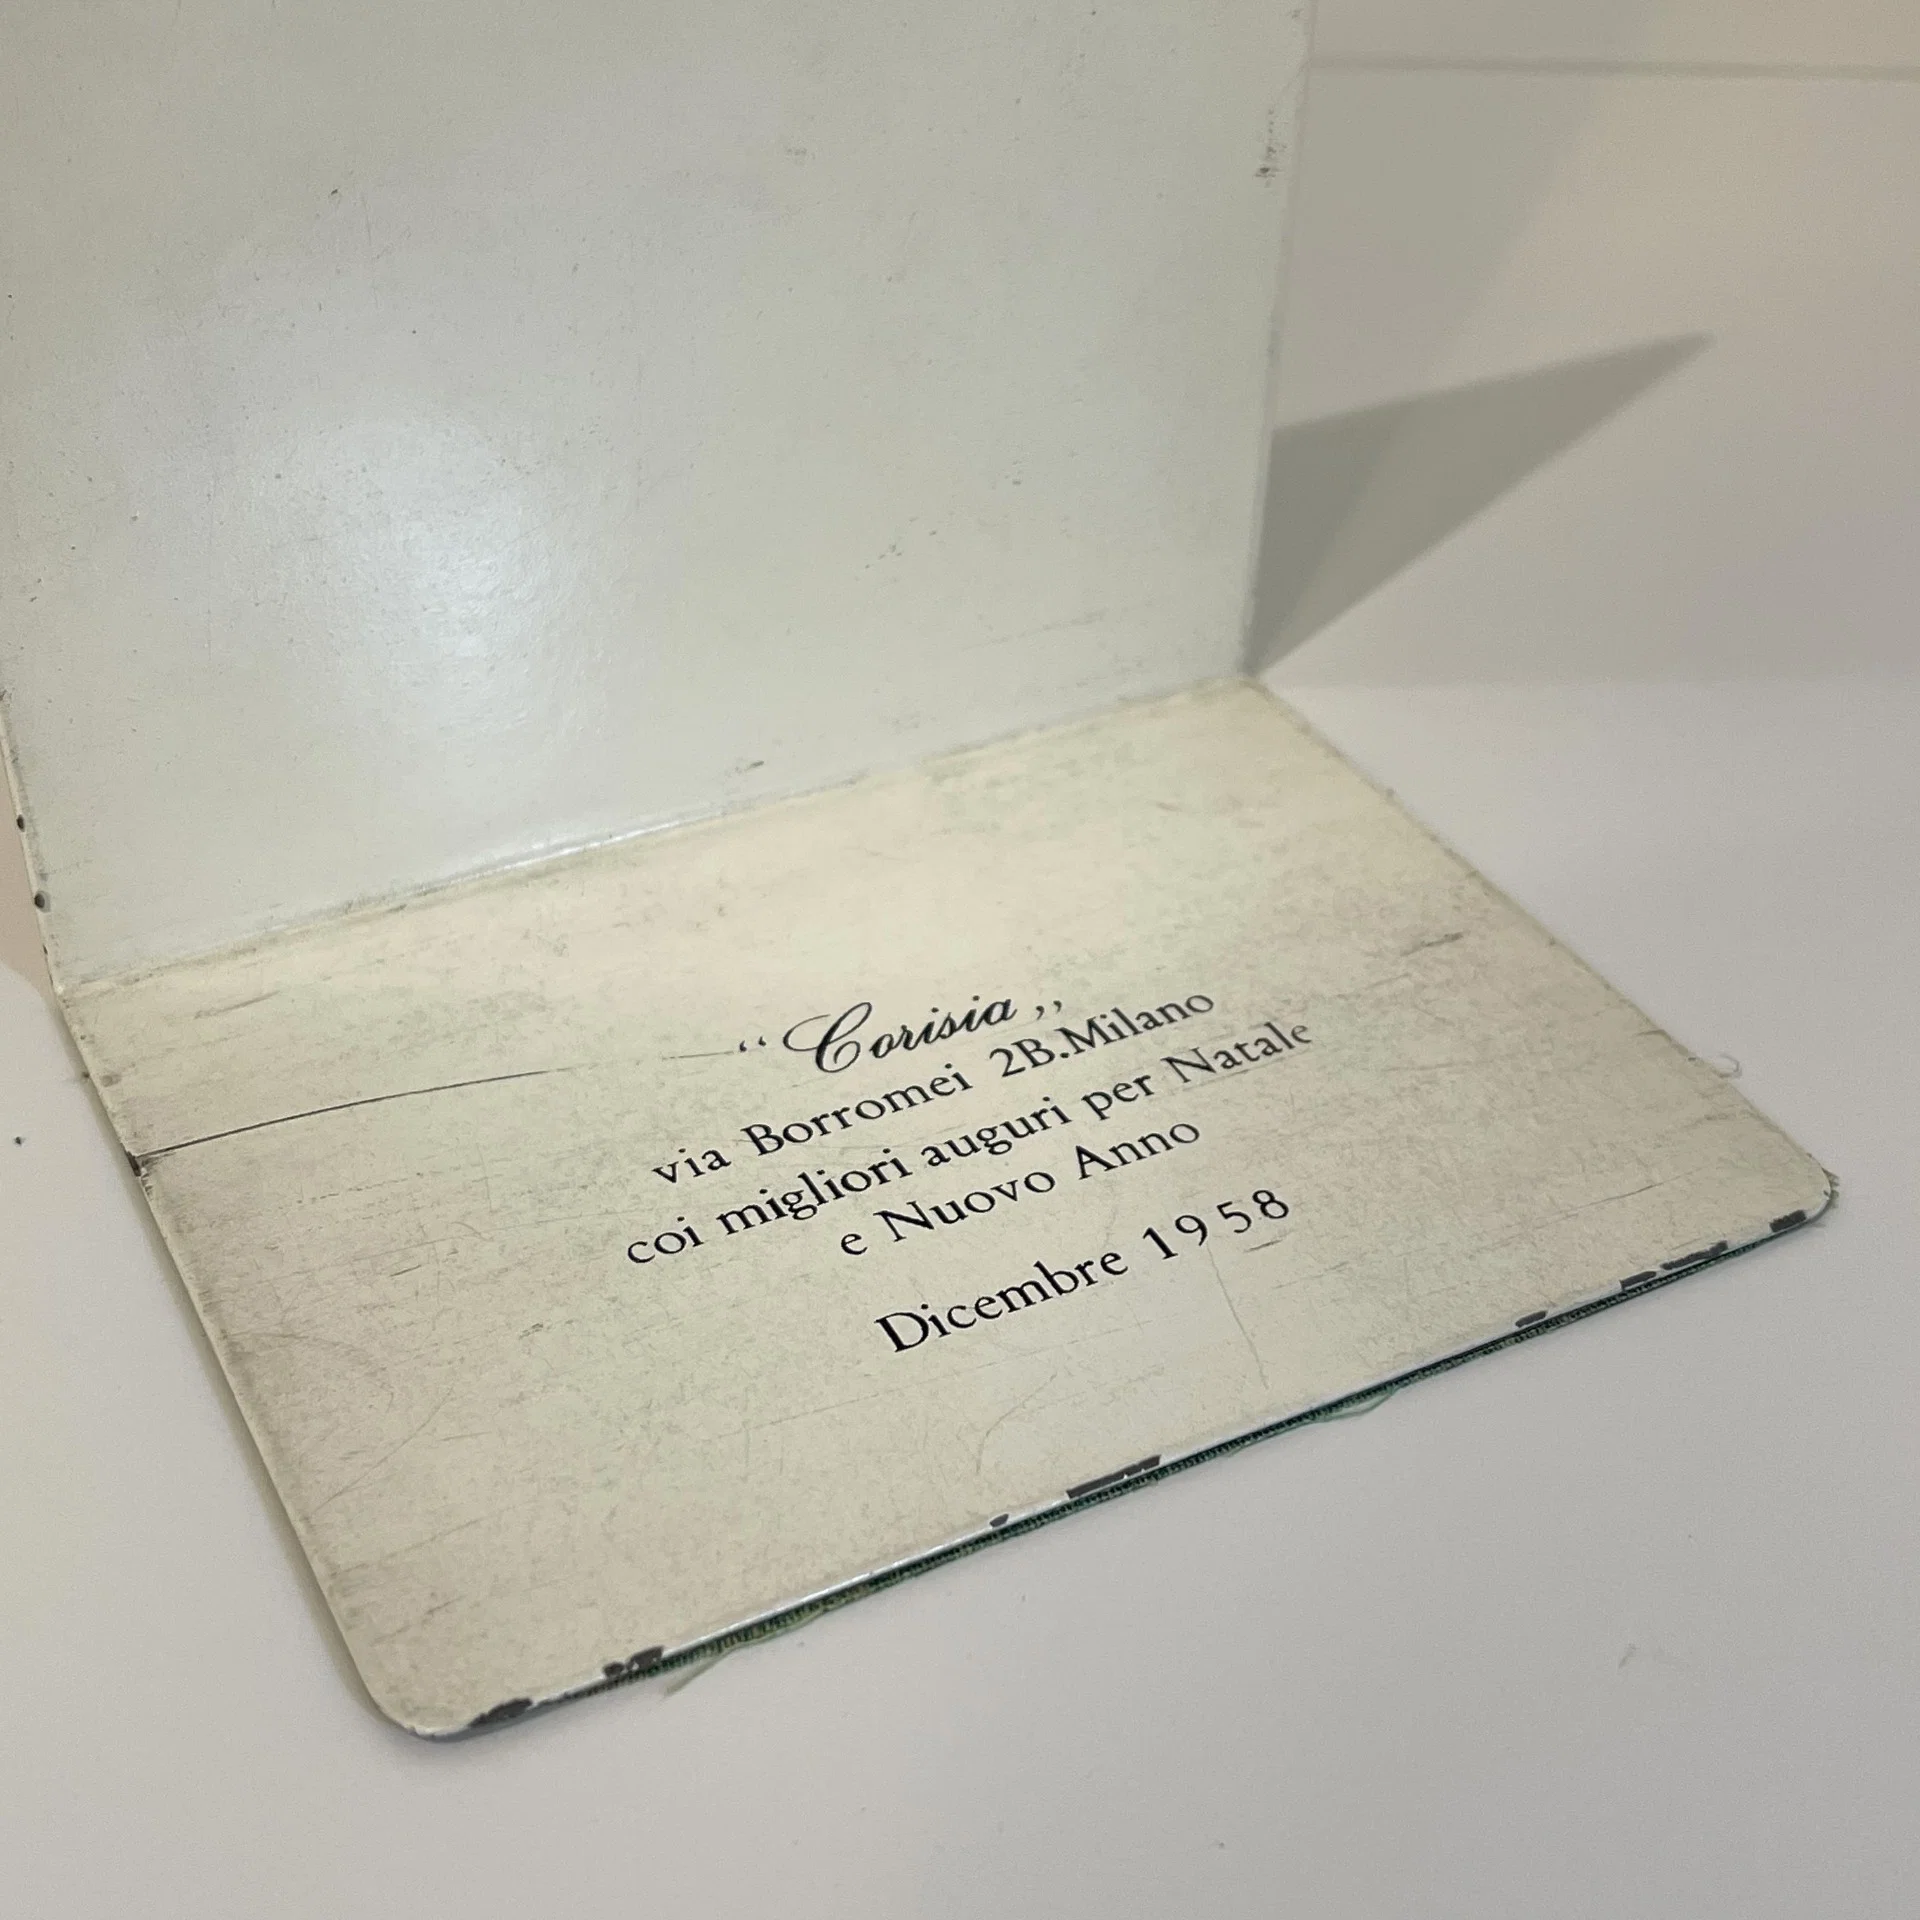 “Corisia„
via Borromei 2B.Milano
coi migliori auguri per Natale
e Nuovo Anno
Dicembre 1958